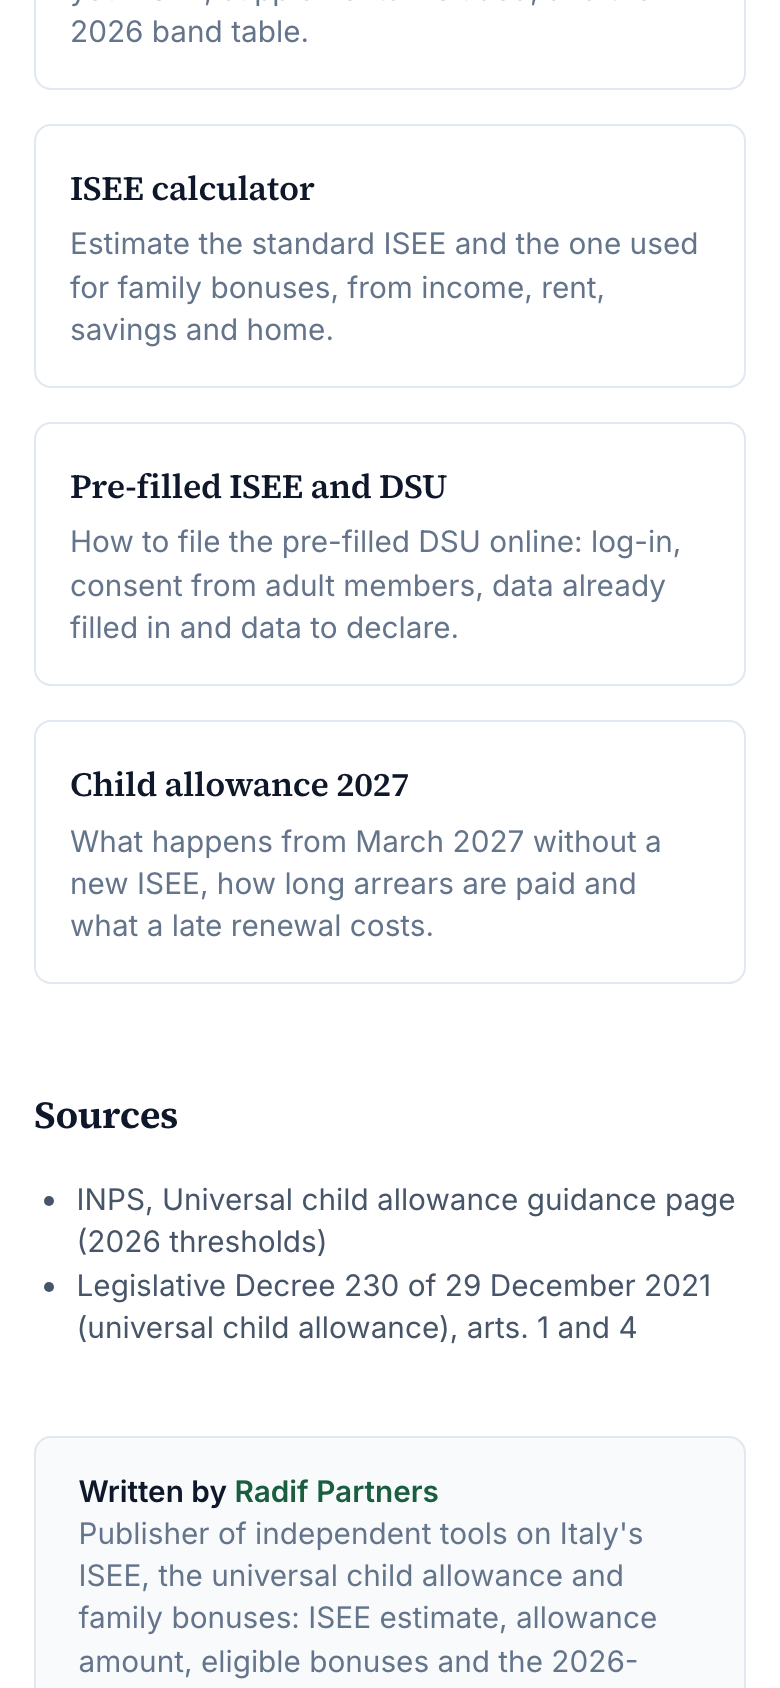 2026 band table.
ISEE calculator
Estimate the standard ISEE and the one used
for family bonuses, from income, rent,
savings and home.
Pre-filled ISEE and DSU
How to file the pre-filled DSU online: log-in,
consent from adult members, data already
filled in and data to declare.
Child allowance 2027
What happens from March 2027 without a
new ISEE, how long arrears are paid and
what a late renewal costs.
Sources
• INPS, Universal child allowance guidance page
(2026 thresholds)
• Legislative Decree 230 of 29 December 2021
(universal child allowance), arts. 1 and 4
Written by Radif Partners
Publisher of independent tools on Italy's
ISEE, the universal child allowance and
family bonuses: ISEE estimate, allowance
amount, eligible bonuses and the 2026-